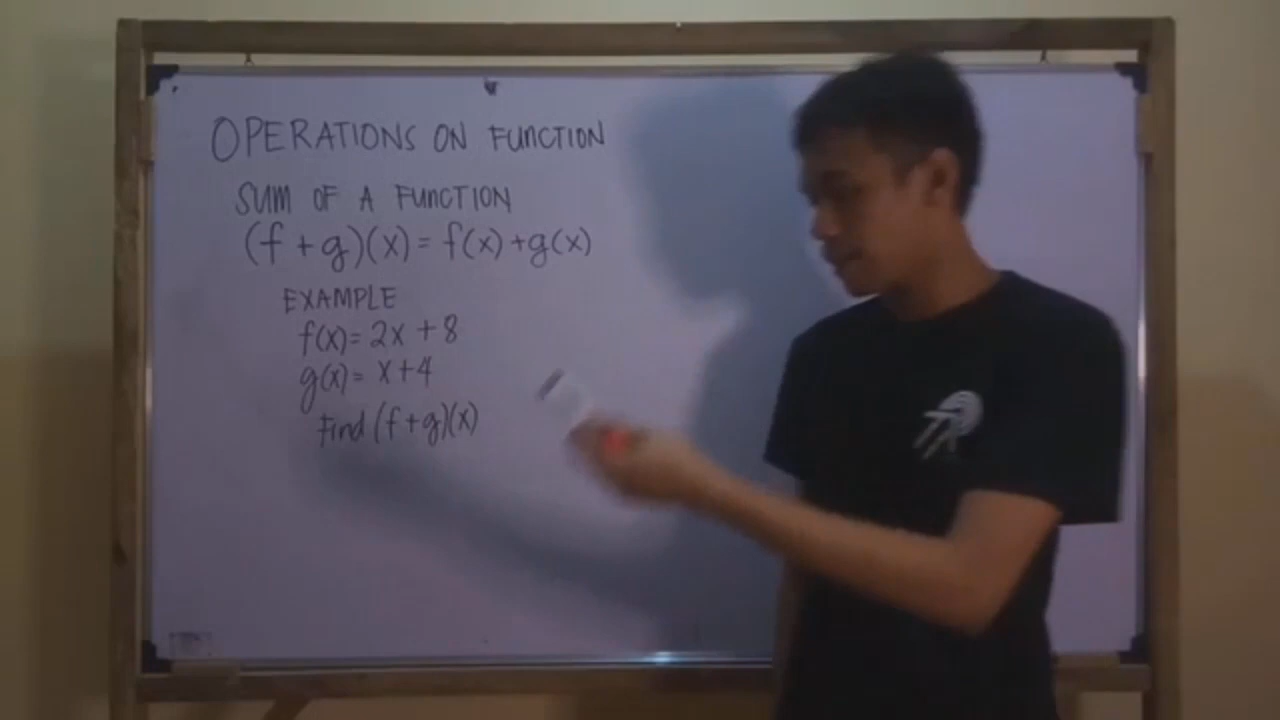 OPERATIONS ON FUNCTION
SUM OF A FUNCTION
(f+g)(x) = f(x)+g(x)
EXAMPLE
f(x) = 2x + 8
g(x) = x+4
Find (f+g)(x)